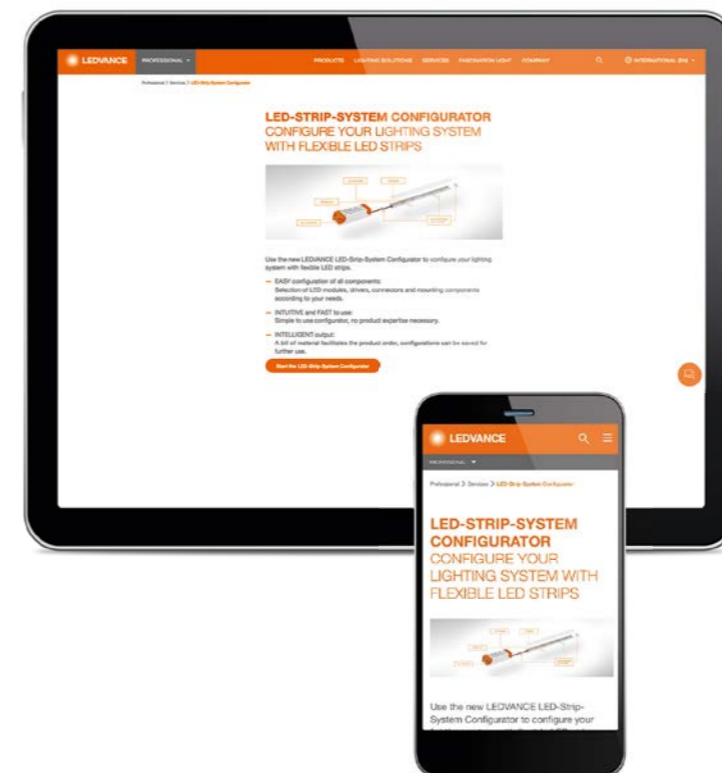 LEDVANCE PROFESSIONAL PRODUCTS LIGHTING SOLUTIONS SERVICES FASCINATION LIGHT COMPANY INTERNATIONAL (EN)
Professional > Services > LED-Strip-System Configurator
LED-STRIP-SYSTEM CONFIGURATOR
CONFIGURE YOUR LIGHTING SYSTEM
WITH FLEXIBLE LED STRIPS
Use the new LEDVANCE LED-Strip-System Configurator to configure your lighting
system with flexible LED strips.
— EASY configuration of all components:
Selection of LED modules, drivers, connectors and mounting components
according to your needs.
— INTUITIVE and FAST to use:
Simple to use configurator, no product expertise necessary.
— INTELLIGENT output:
A bill of material facilitates the product order, configurations can be saved for
further use.
Start the LED-Strip-System Configurator
LEDVANCE
PROFESSIONAL
Professional > Services > LED-Strip-System Configurator
LED-STRIP-SYSTEM
CONFIGURATOR
CONFIGURE YOUR
LIGHTING SYSTEM WITH
FLEXIBLE LED STRIPS
Use the new LEDVANCE LED-Strip-
System Configurator to configure your